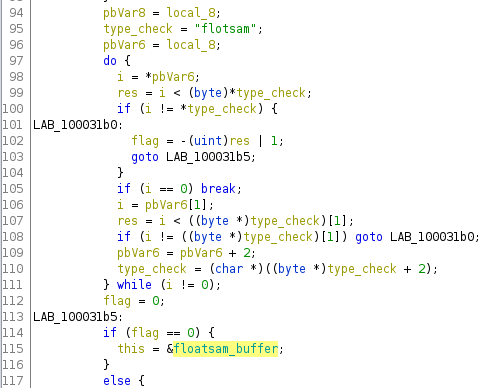 94 pbVar8 = local_8;
95 type_check = "flotsam";
96 pbVar6 = local_8;
97 do {
98 i = *pbVar6;
99 res = i < (byte)*type_check;
100 if (i != *type_check) {
101 LAB_100031b0:
102 flag = -(uint)res | 1;
103 goto LAB_100031b5;
104 }
105 if (i == 0) break;
106 i = pbVar6[1];
107 res = i < ((byte *)type_check)[1];
108 if (i != ((byte *)type_check)[1]) goto LAB_100031b0;
109 pbVar6 = pbVar6 + 2;
110 type_check = (char *)((byte *)type_check + 2);
111 } while (i != 0);
112 flag = 0;
113 LAB_100031b5:
114 if (flag == 0) {
115 this = &floatsam_buffer;
116 }
117 else {